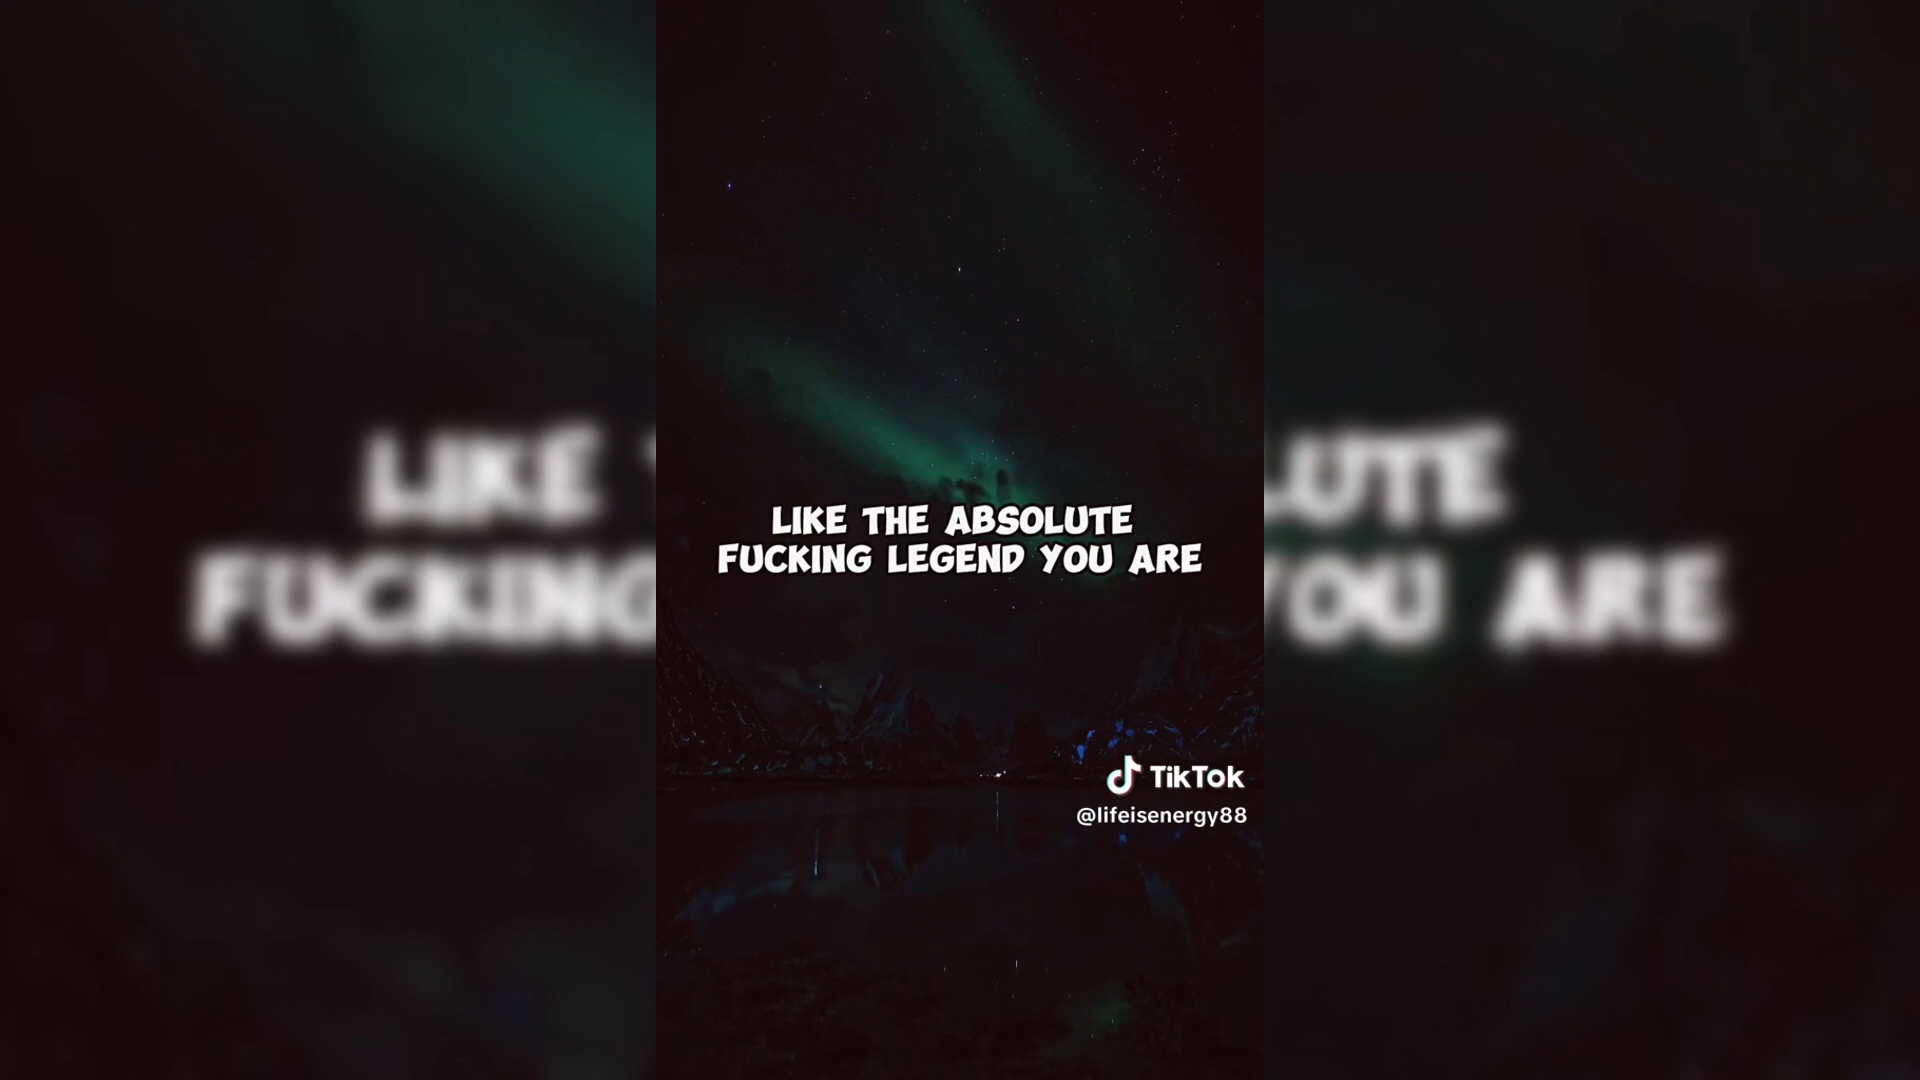 LIKE THE ABSOLUTE
FUCKING LEGEND YOU ARE
TikTok
@lifeisenergy88